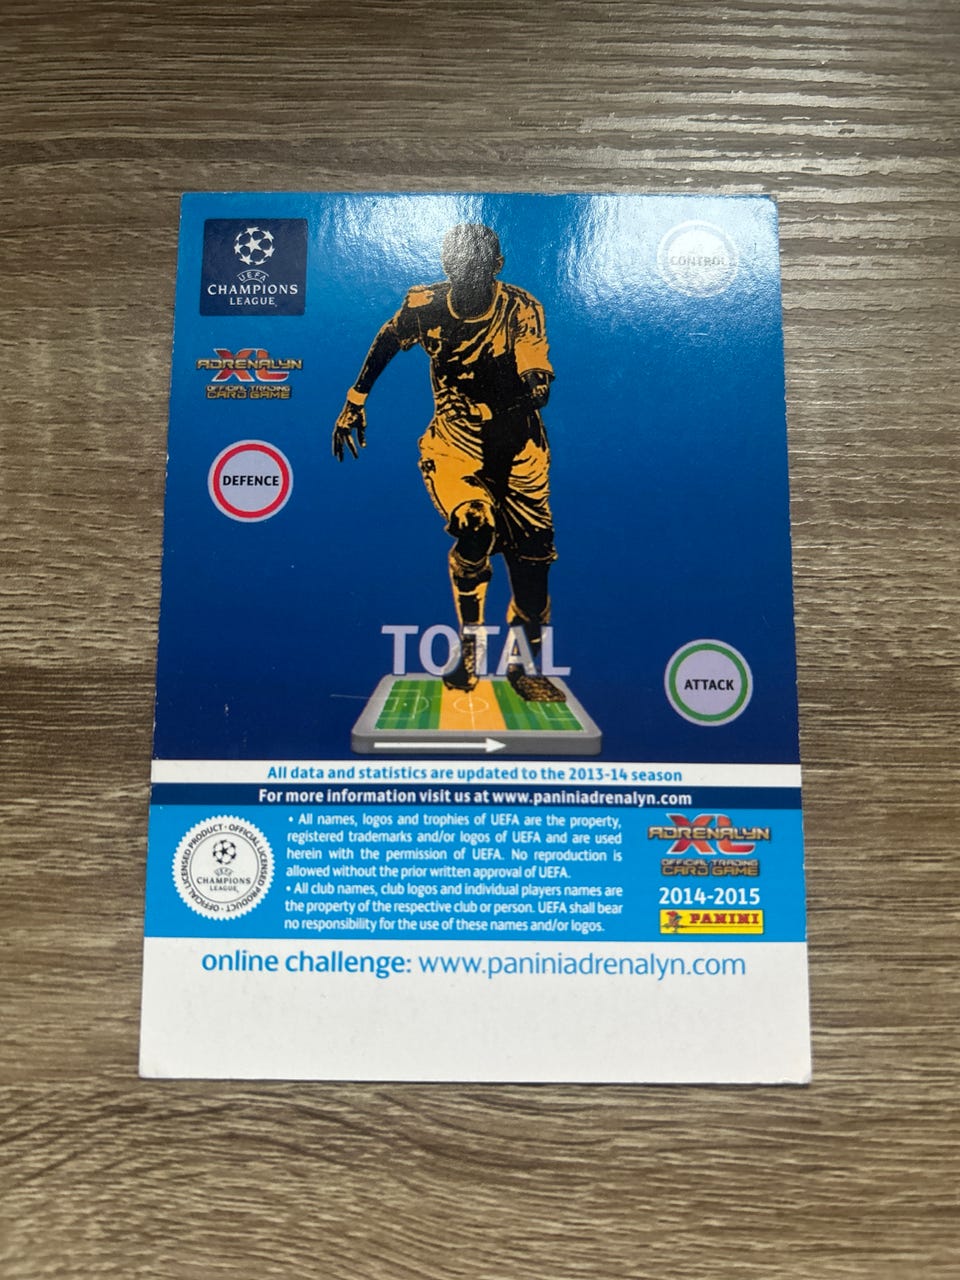 UEFA
CHAMPIONS
LEAGUE
CONTROL
ADRENALYN
XL
OFFICIAL TRADING
CARD GAME
DEFENCE
TOTAL
ATTACK
All data and statistics are updated to the 2013-14 season
For more information visit us at www.paniniadrenalyn.com
OFFICIAL LICENSED PRODUCT · OFFICIAL LICENSED PRODUCT ·
UEFA
CHAMPIONS
LEAGUE
• All names, logos and trophies of UEFA are the property,
registered trademarks and/or logos of UEFA and are used
herein with the permission of UEFA. No reproduction is
allowed without the prior written approval of UEFA.
• All club names, club logos and individual players names are
the property of the respective club or person. UEFA shall bear
no responsibility for the use of these names and/or logos.
ADRENALYN
XL
OFFICIAL TRADING
CARD GAME
2014-2015
PANINI
online challenge: www.paniniadrenalyn.com